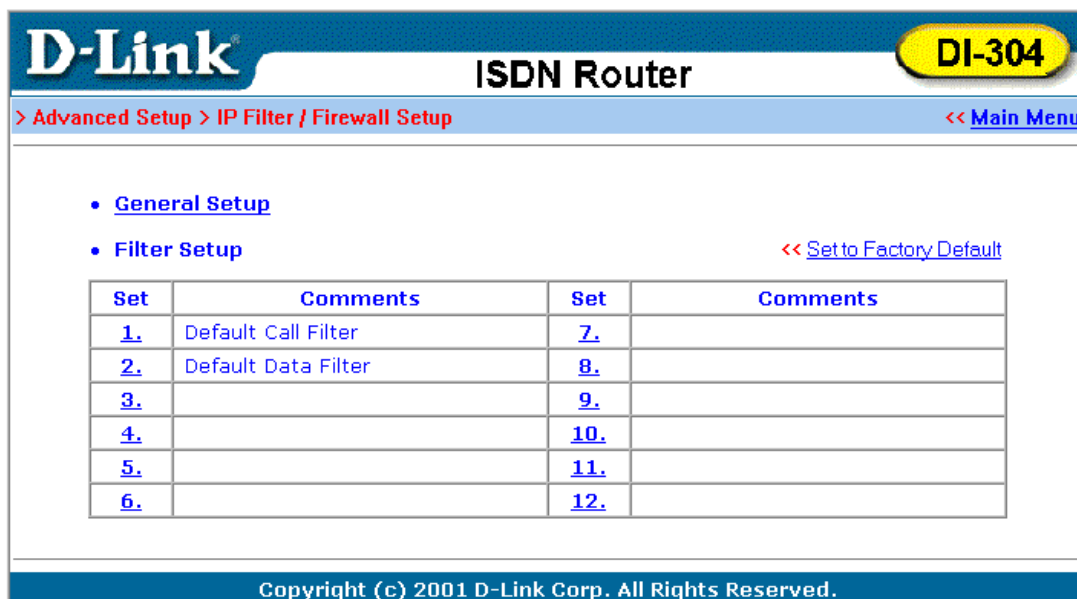 D-Link®
ISDN Router
DI-304
> Advanced Setup > IP Filter / Firewall Setup
<< Main Menu
• General Setup
• Filter Setup
<< Set to Factory Default
Set Comments Set Comments
1. Default Call Filter 7.
2. Default Data Filter 8.
3. 9.
4. 10.
5. 11.
6. 12.
Copyright (c) 2001 D-Link Corp. All Rights Reserved.